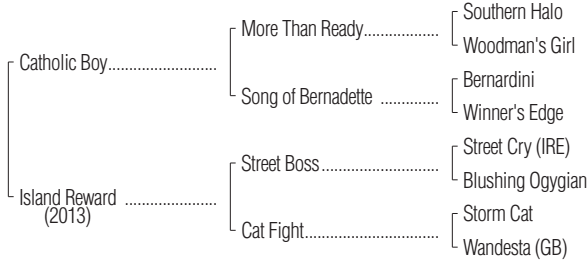 Southern Halo
More Than Ready
Woodman's Girl
Catholic Boy
Bernardini
Song of Bernadette
Winner's Edge
Street Cry (IRE)
Street Boss
Blushing Ogygian
Island Reward
(2013)
Storm Cat
Cat Fight
Wandesta (GB)